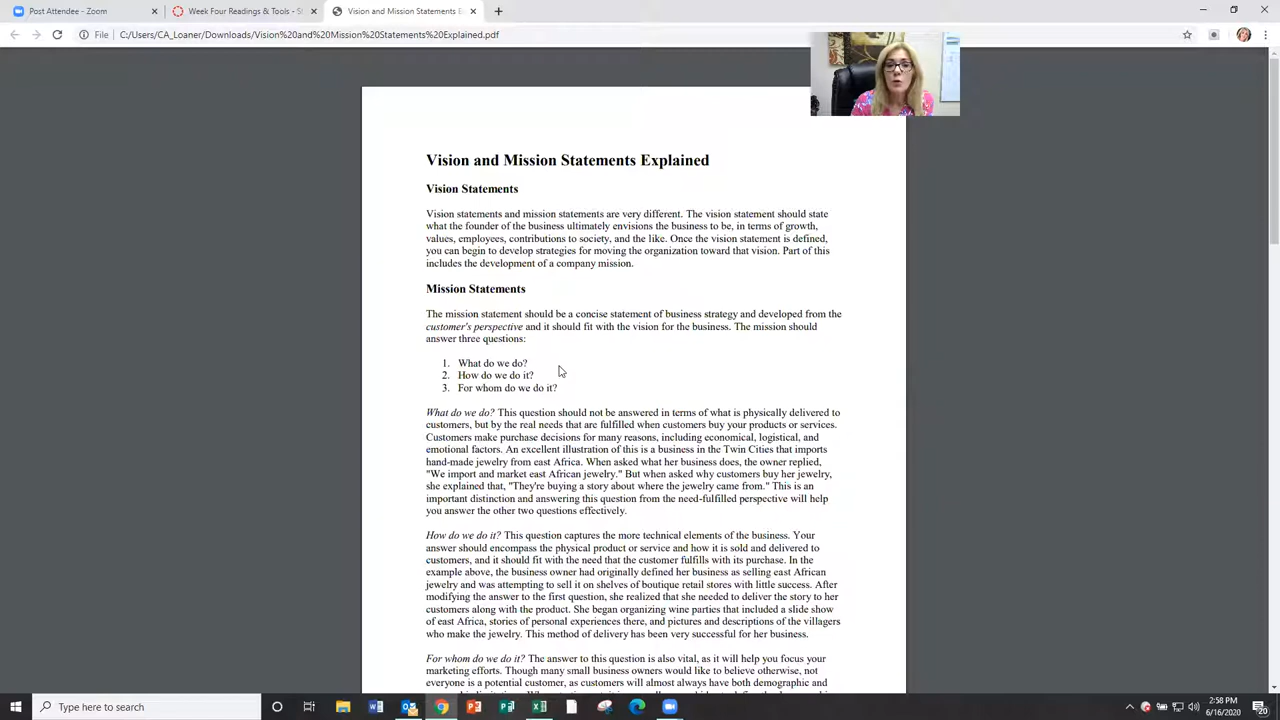 Post Attendee - Zoom
Week Four Readings & Tools - S
Vision and Mission Statements E
File
C:/Users/CA_Loaner/Downloads/Vision%20and%20Mission%20Statements%20Explained.pdf
Vision and Mission Statements Explained
Vision Statements
Vision statements and mission statements are very different. The vision statement should state
what the founder of the business ultimately envisions the business to be, in terms of growth,
values, employees, contributions to society, and the like. Once the vision statement is defined,
you can begin to develop strategies for moving the organization toward that vision. Part of this
includes the development of a company mission.
Mission Statements
The mission statement should be a concise statement of business strategy and developed from the
customer's perspective and it should fit with the vision for the business. The mission should
answer three questions:
1. What do we do?
2. How do we do it?
3. For whom do we do it?
What do we do? This question should not be answered in terms of what is physically delivered to
customers, but by the real needs that are fulfilled when customers buy your products or services.
Customers make purchase decisions for many reasons, including economical, logistical, and
emotional factors. An excellent illustration of this is a business in the Twin Cities that imports
hand-made jewelry from east Africa. When asked what her business does, the owner replied,
"We import and market east African jewelry." But when asked why customers buy her jewelry,
she explained that, "They're buying a story about where the jewelry came from." This is an
important distinction and answering this question from the need-fulfilled perspective will help
you answer the other two questions effectively.
How do we do it? This question captures the more technical elements of the business. Your
answer should encompass the physical product or service and how it is sold and delivered to
customers, and it should fit with the need that the customer fulfills with its purchase. In the
example above, the business owner had originally defined her business as selling east African
jewelry and was attempting to sell it on shelves of boutique retail stores with little success. After
modifying the answer to the first question, she realized that she needed to deliver the story to her
customers along with the product. She began organizing wine parties that included a slide show
of east Africa, stories of personal experiences there, and pictures and descriptions of the villagers
who make the jewelry. This method of delivery has been very successful for her business.
For whom do we do it? The answer to this question is also vital, as it will help you focus your
marketing efforts. Though many small business owners would like to believe otherwise, not
everyone is a potential customer, as customers will almost always have both demographic and
Type here to search
2:58 PM
6/16/2020
20